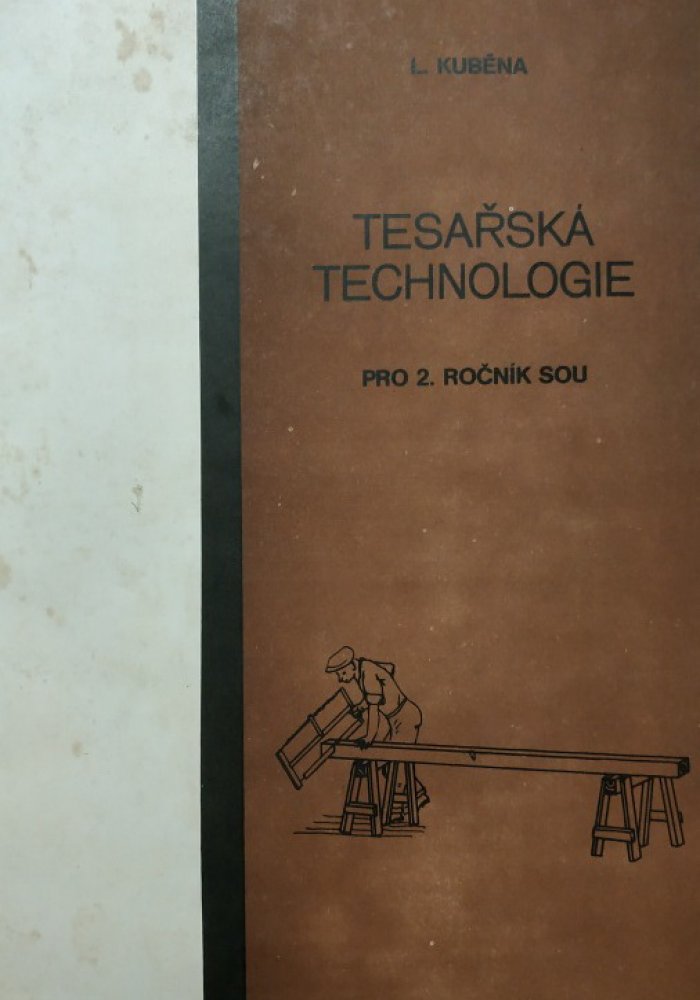 L. KUBĚNA
TESAŘSKÁ
TECHNOLOGIE
PRO 2. ROČNÍK SOU